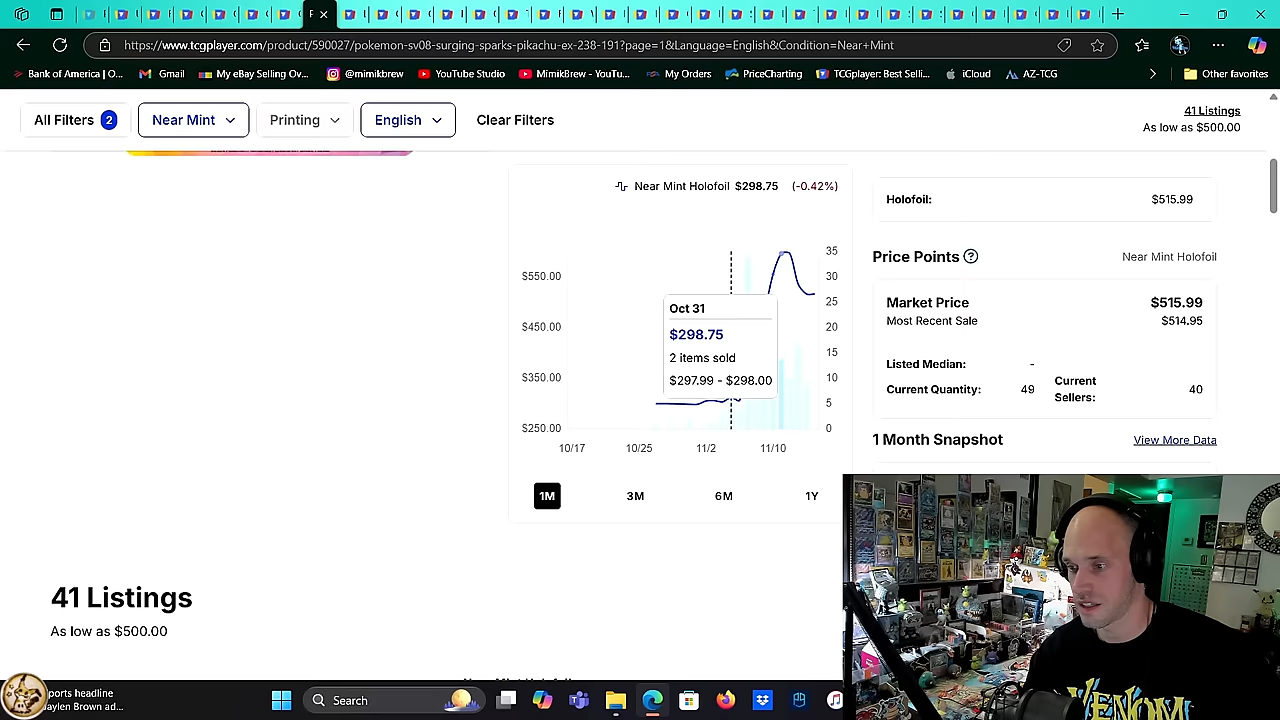 https://www.tcgplayer.com/product/590027/pokemon-sv08-surging-sparks-pikachu-ex-238-191?page=1&Language=English&Condition=Near+Mint
Bank of America | O...
Gmail
My eBay Selling Ov...
@mimikbrew
YouTube Studio
MimikBrew - YouTu...
My Orders
PriceCharting
TCGplayer: Best Selli...
iCloud
AZ-TCG
Other favorites
All Filters 2
Near Mint
Printing
English
Clear Filters
41 Listings
As low as $500.00
Near Mint Holofoil $298.75 (-0.42%)
$550.00
$450.00
$350.00
$250.00
35
30
25
20
15
10
5
0
Oct 31
$298.75
2 items sold
$297.99 - $298.00
10/17
10/25
11/2
11/10
1M
3M
6M
1Y
Holofoil:
$515.99
Price Points
Near Mint Holofoil
Market Price
$515.99
Most Recent Sale
$514.95
Listed Median:
-
Current Quantity:
49
Current Sellers:
40
1 Month Snapshot
View More Data
41 Listings
As low as $500.00
ports headline
aylen Brown ad...
Search
VENOM